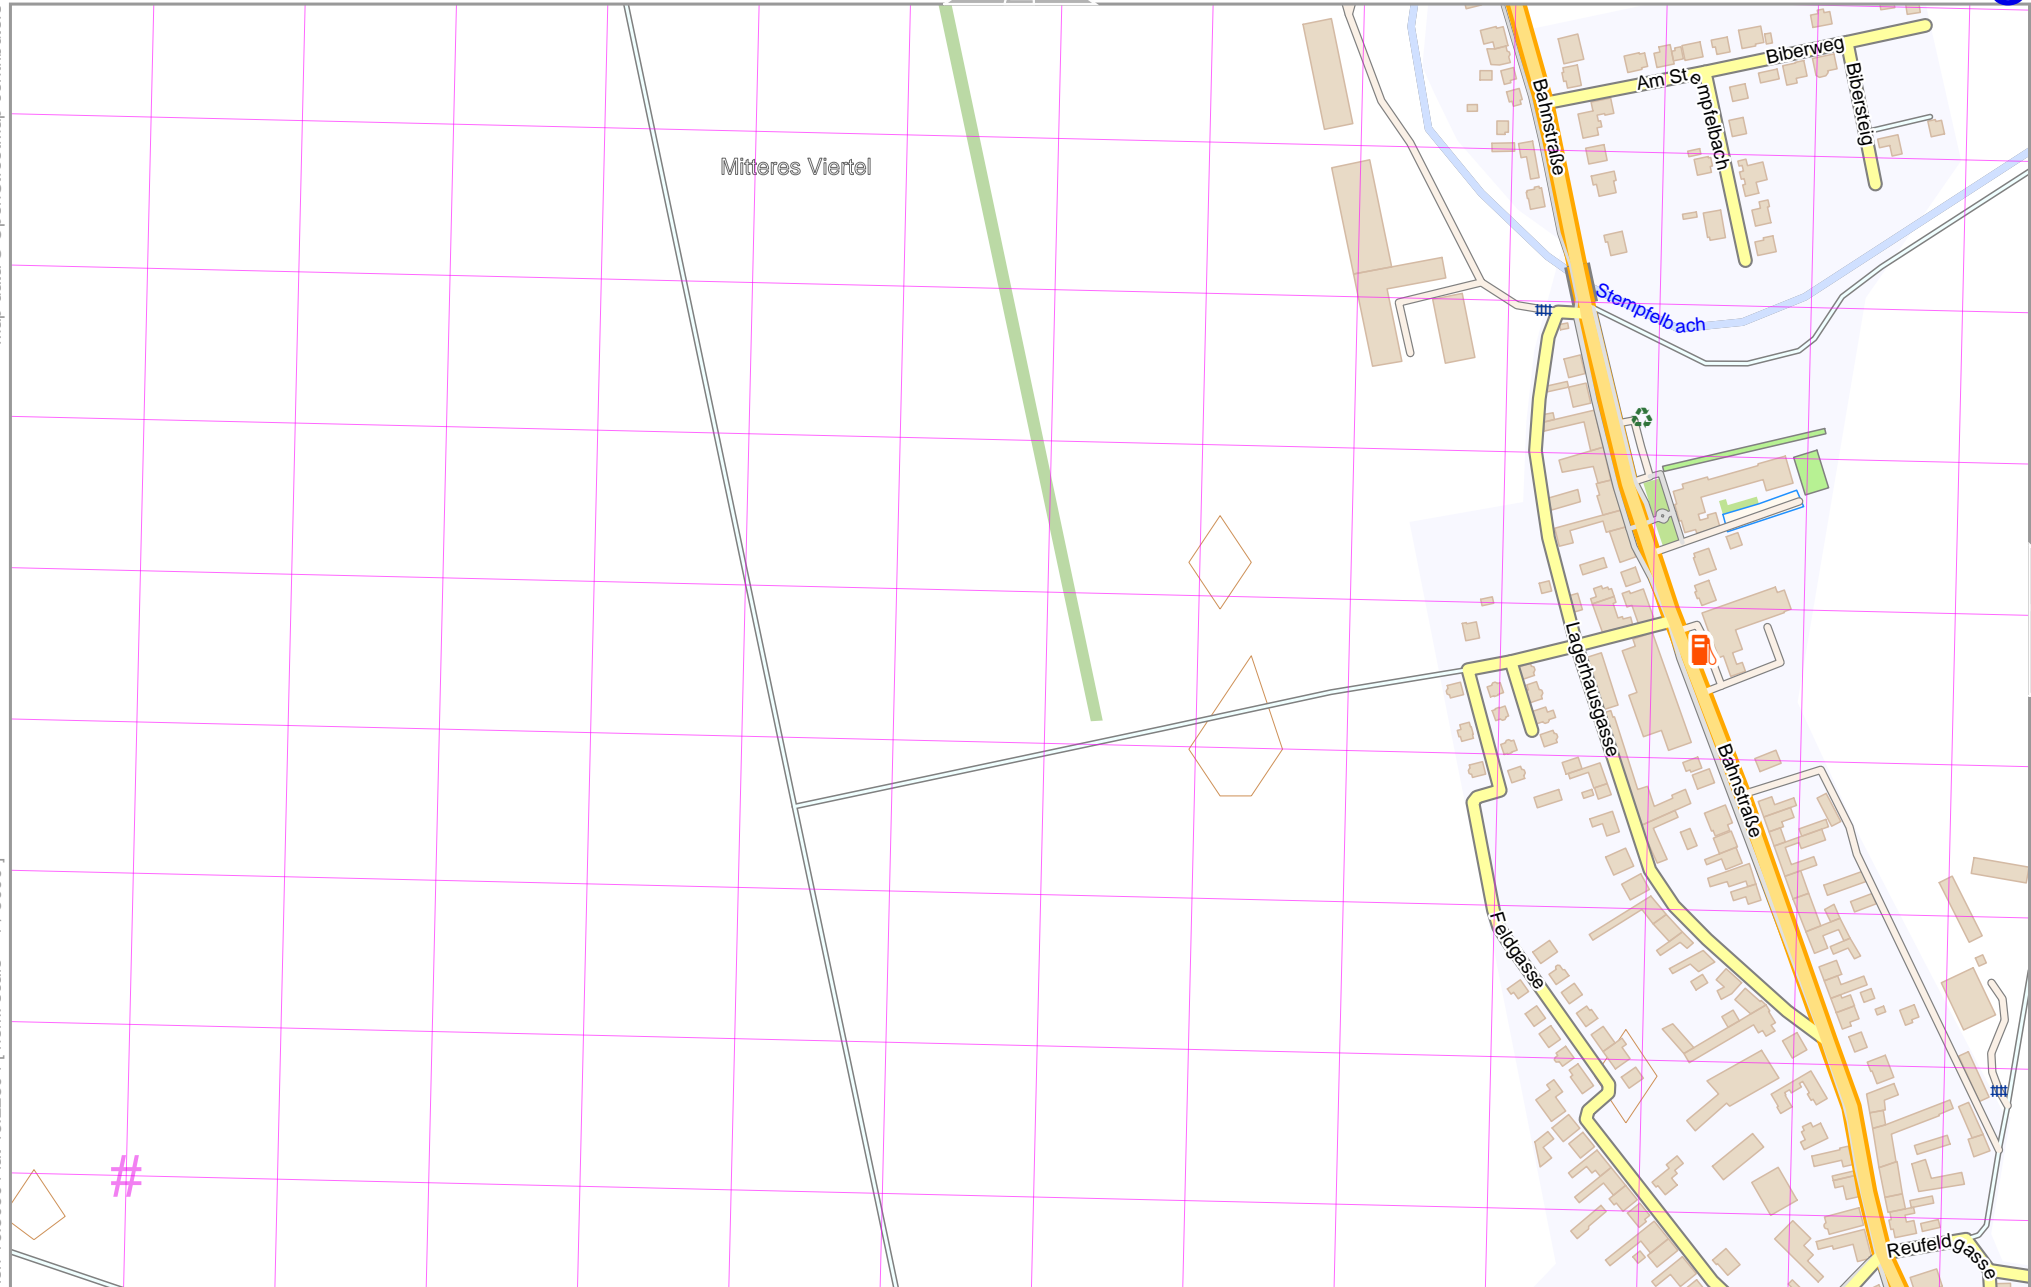 Biberweg
Am Stempfelbach
Bibersteig
Bahnstraße
Mitteres Viertel
Stempfelbach
Lagerhausgasse
Bahnstraße
Feldgasse
#
Reufeldgasse